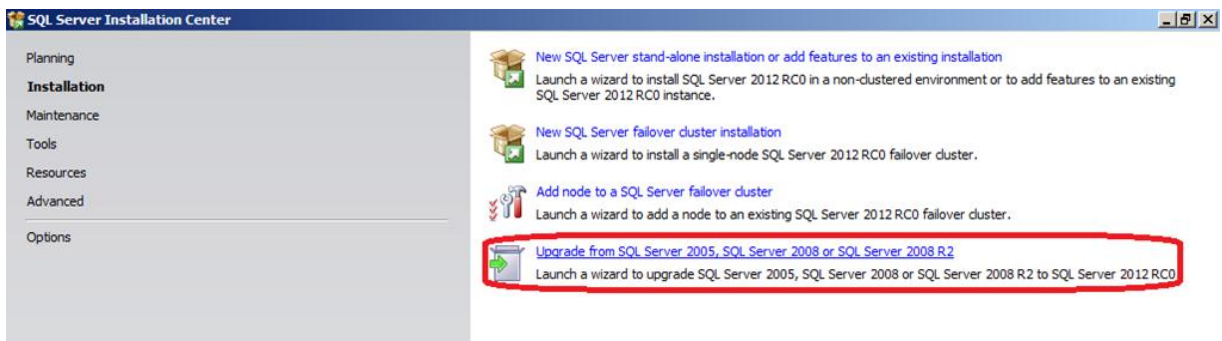 SQL Server Installation Center
Planning
Installation
Maintenance
Tools
Resources
Advanced
Options
New SQL Server stand-alone installation or add features to an existing installation
Launch a wizard to install SQL Server 2012 RC0 in a non-clustered environment or to add features to an existing
SQL Server 2012 RC0 instance.
New SQL Server failover cluster installation
Launch a wizard to install a single-node SQL Server 2012 RC0 failover cluster.
Add node to a SQL Server failover cluster
Launch a wizard to add a node to an existing SQL Server 2012 RC0 failover cluster.
Upgrade from SQL Server 2005, SQL Server 2008 or SQL Server 2008 R2
Launch a wizard to upgrade SQL Server 2005, SQL Server 2008 or SQL Server 2008 R2 to SQL Server 2012 RC0